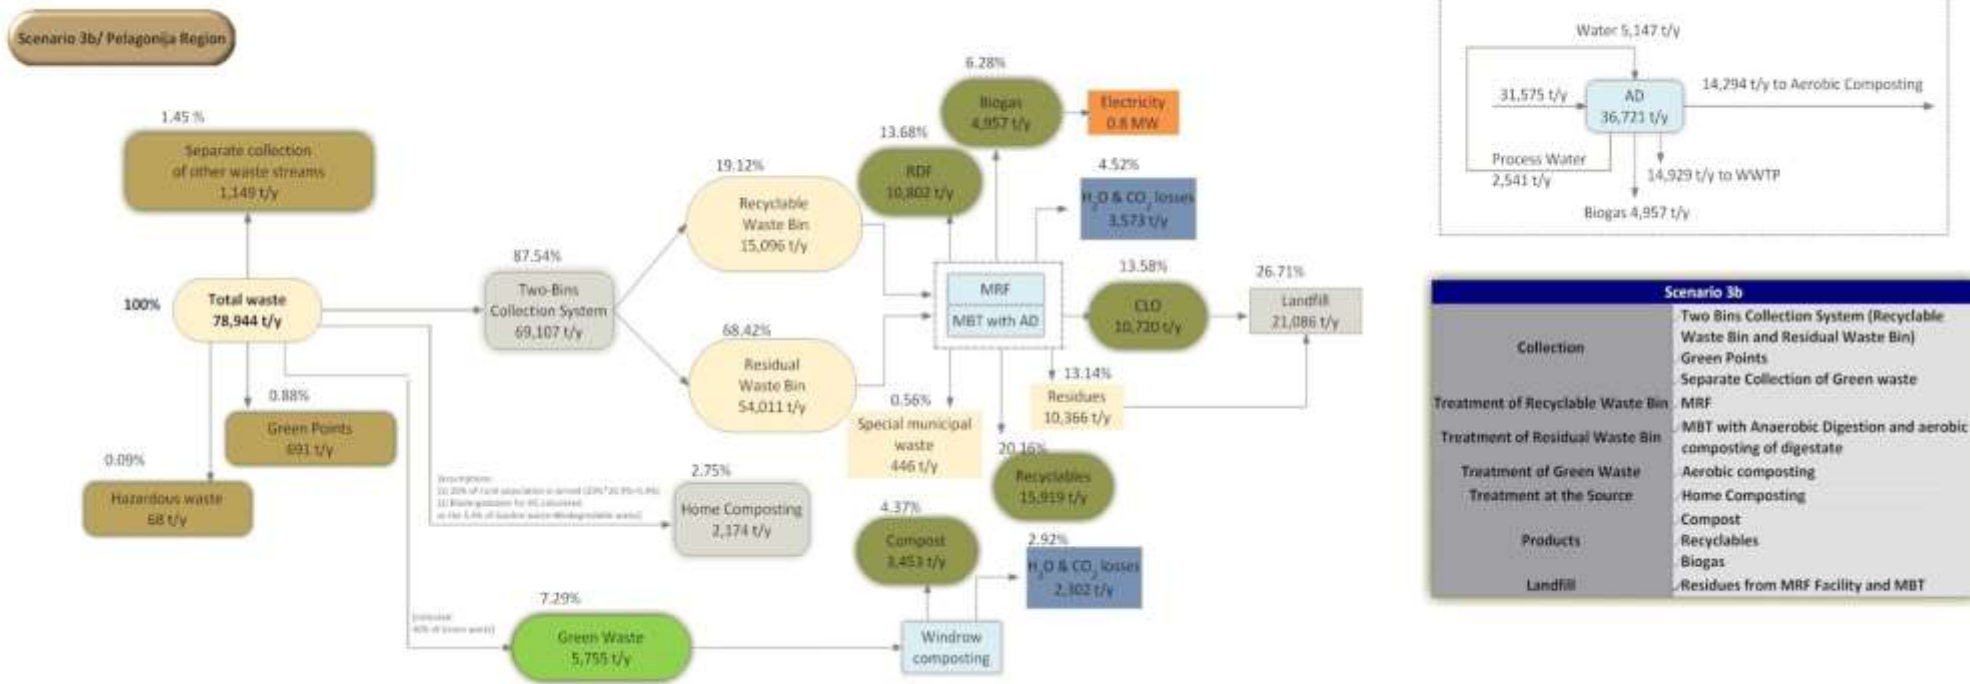 Scenario 3b/ Pelagonija Region
1.45 %
Separate collection
of other waste streams
1,149 t/y
100%
Total waste
78,944 t/y
0.88%
Green Points
691 t/y
0.09%
Hazardous waste
68 t/y
87.54%
Two-Bins
Collection System
69,107 t/y
19.12%
Recyclable
Waste Bin
15,096 t/y
68.42%
Residual
Waste Bin
54,011 t/y
2.75%
Home Composting
2,174 t/y
7.29%
Green Waste
5,755 t/y
6.28%
Biogas
4,957 t/y
Electricity
0.8 MW
13.68%
RDF
10,802 t/y
4.52%
H₂O & CO₂ losses
3,573 t/y
MRF
MBT with AD
13.58%
CLO
10,720 t/y
26.71%
Landfill
21,086 t/y
13.14%
Residues
10,366 t/y
0.56%
Special municipal
waste
446 t/y
20.16%
Recyclables
15,919 t/y
4.37%
Compost
3,453 t/y
2.92%
H₂O & CO₂ losses
2,302 t/y
Windrow
composting
Water 5,147 t/y
31,575 t/y
AD
36,721 t/y
14,294 t/y to Aerobic Composting
Process Water
2,541 t/y
14,929 t/y to WWTP
Biogas 4,957 t/y
Scenario 3b
Collection
Two Bins Collection System (Recyclable
Waste Bin and Residual Waste Bin)
Green Points
Separate Collection of Green waste
Treatment of Recyclable Waste Bin
MRF
Treatment of Residual Waste Bin
MBT with Anaerobic Digestion and aerobic
composting of digestate
Treatment of Green Waste
Aerobic composting
Treatment at the Source
Home Composting
Products
Compost
Recyclables
Biogas
Landfill
Residues from MRF Facility and MBT